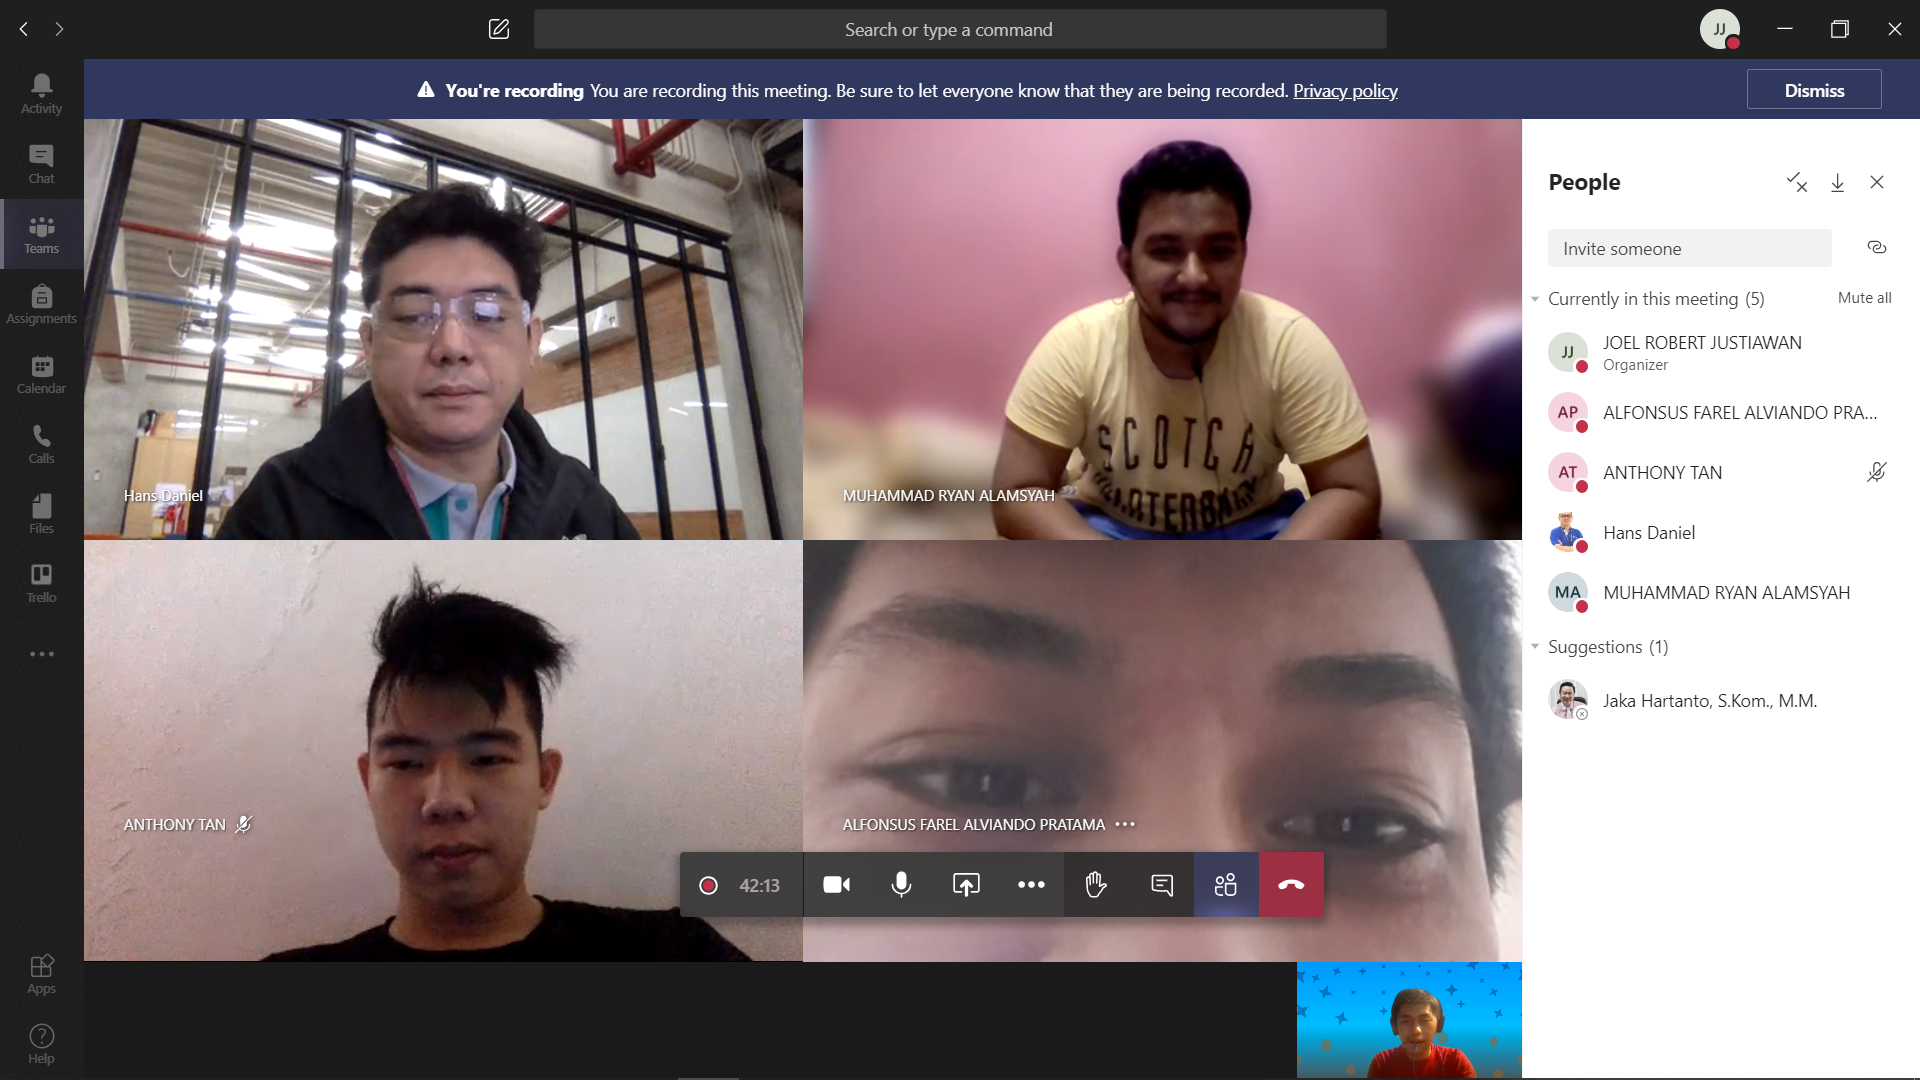 Search or type a command
JJ
Activity
Chat
Teams
Assignments
Calendar
Calls
Files
Trello
Apps
Help
You're recording You are recording this meeting. Be sure to let everyone know that they are being recorded. Privacy policy
Dismiss
Hans Daniel
MUHAMMAD RYAN ALAMSYAH
SCOTCH
ANTHONY TAN
ALFONSUS FAREL ALVIANDO PRATAMA
42:13
People
Invite someone
Currently in this meeting (5)
Mute all
JJ
JOEL ROBERT JUSTIAWAN
Organizer
AP
ALFONSUS FAREL ALVIANDO PRA...
AT
ANTHONY TAN
Hans Daniel
MA
MUHAMMAD RYAN ALAMSYAH
Suggestions (1)
Jaka Hartanto, S.Kom., M.M.